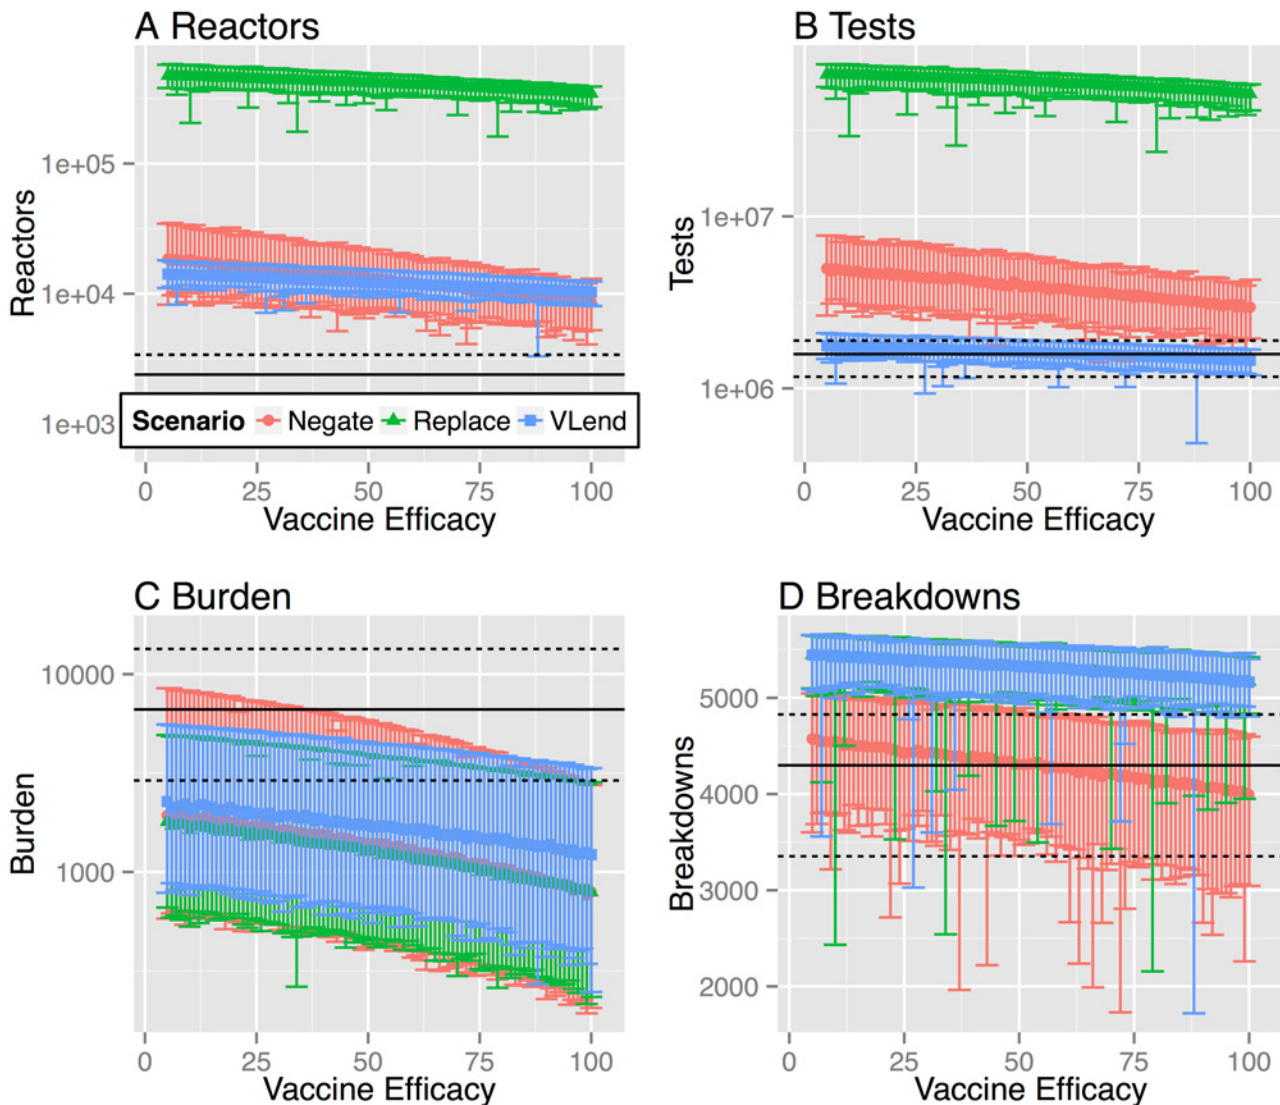 A Reactors
Reactors
1e+05
1e+04
1e+03
Scenario Negate Replace VLend
0 25 50 75 100
Vaccine Efficacy
B Tests
Tests
1e+07
1e+06
0 25 50 75 100
Vaccine Efficacy
C Burden
Burden
10000
1000
0 25 50 75 100
Vaccine Efficacy
D Breakdowns
Breakdowns
5000
4000
3000
2000
0 25 50 75 100
Vaccine Efficacy